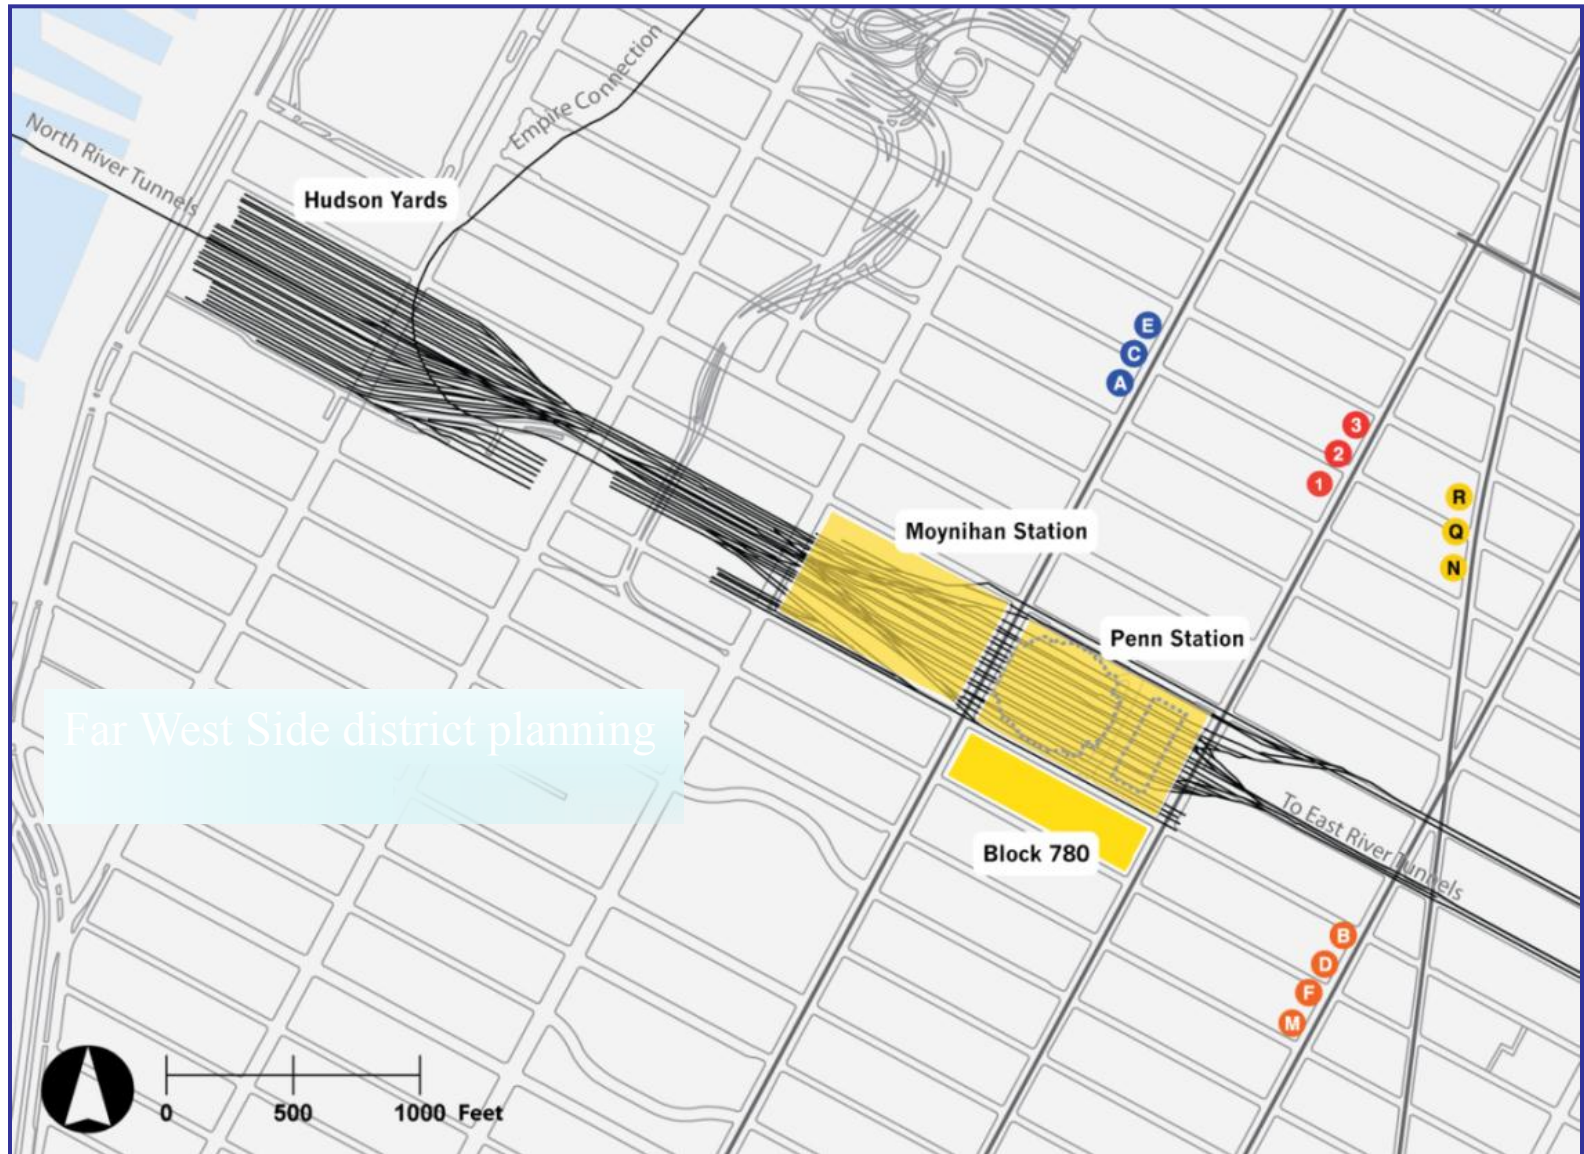 North River Tunnels
Empire Connection
Hudson Yards
E
C
A
3
2
1
R
Q
N
Moynihan Station
Penn Station
Far West Side district planning
Block 780
To East River Tunnels
B
D
F
M
0 500 1000 Feet